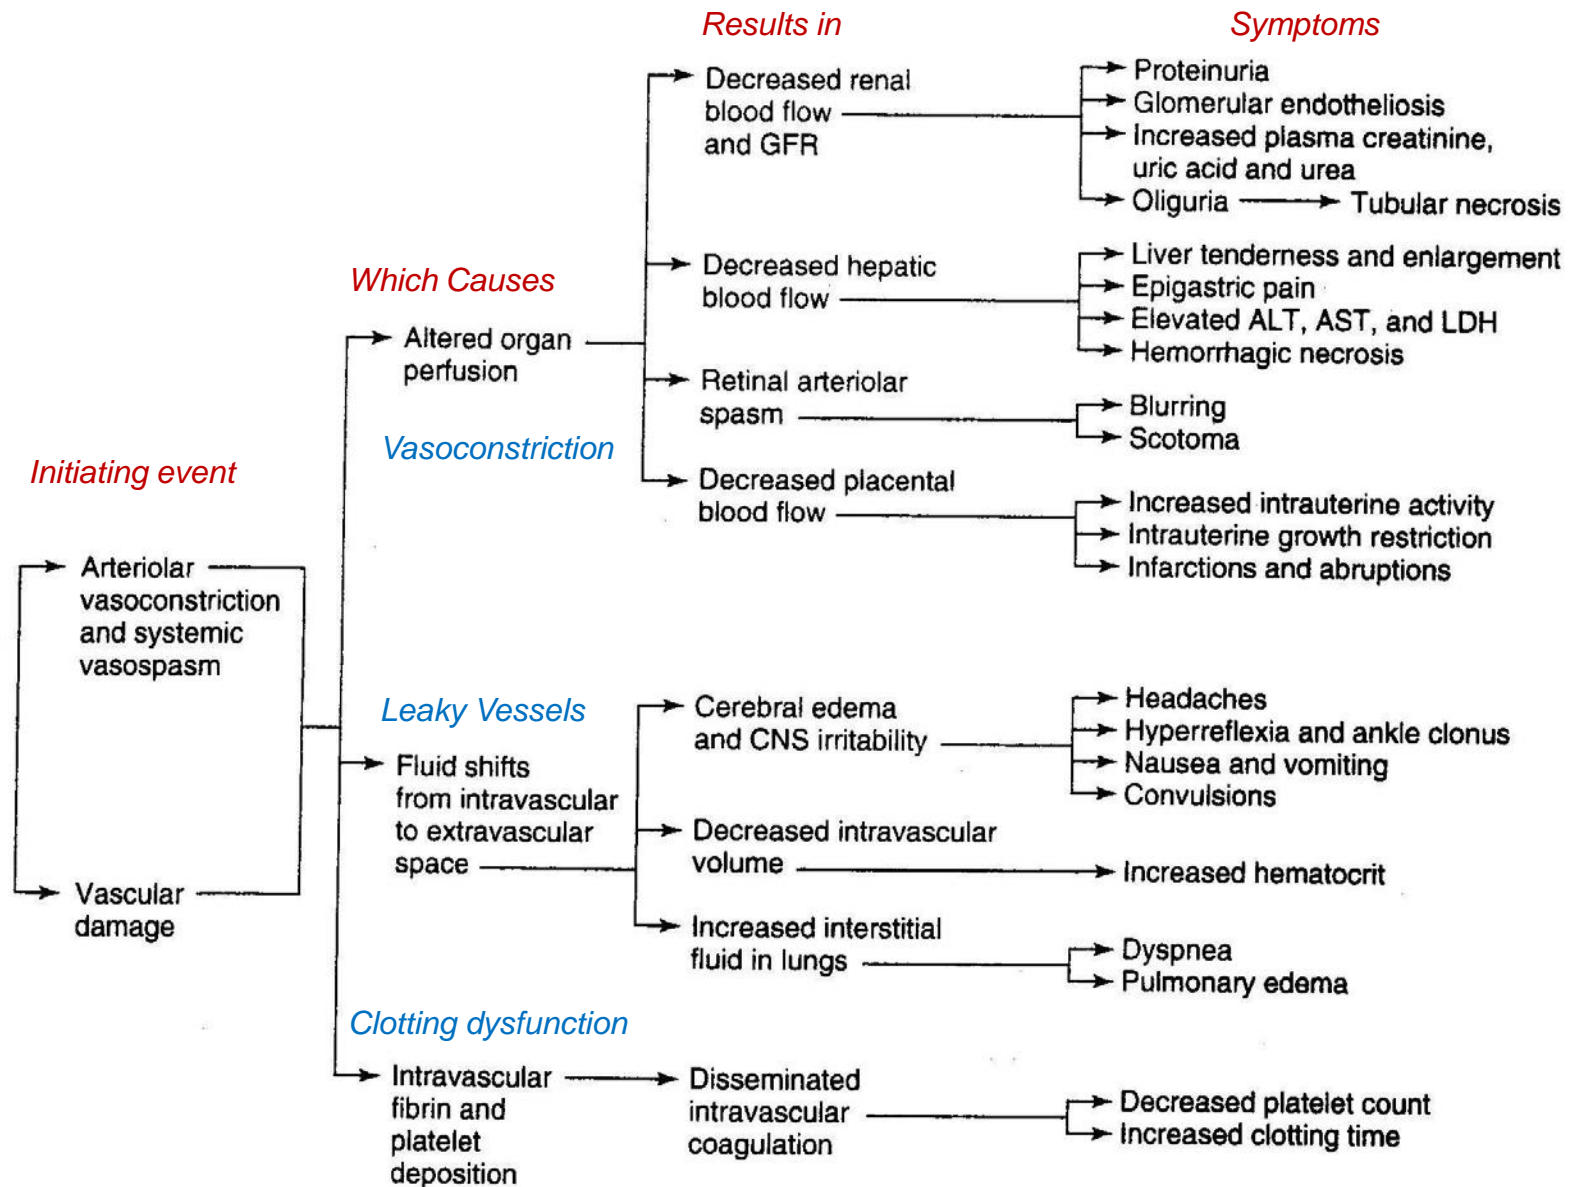 Results in
Symptoms
Decreased renal
blood flow
and GFR
Proteinuria
Glomerular endotheliosis
Increased plasma creatinine,
uric acid and urea
Oliguria
Tubular necrosis
Which Causes
Altered organ
perfusion
Vasoconstriction
Decreased hepatic
blood flow
Liver tenderness and enlargement
Epigastric pain
Elevated ALT, AST, and LDH
Hemorrhagic necrosis
Retinal arteriolar
spasm
Blurring
Scotoma
Decreased placental
blood flow
Increased intrauterine activity
Intrauterine growth restriction
Infarctions and abruptions
Initiating event
Arteriolar
vasoconstriction
and systemic
vasospasm
Vascular
damage
Leaky Vessels
Fluid shifts
from intravascular
to extravascular
space
Cerebral edema
and CNS irritability
Headaches
Hyperreflexia and ankle clonus
Nausea and vomiting
Convulsions
Decreased intravascular
volume
Increased hematocrit
Increased interstitial
fluid in lungs
Dyspnea
Pulmonary edema
Clotting dysfunction
Intravascular
fibrin and
platelet
deposition
Disseminated
intravascular
coagulation
Decreased platelet count
Increased clotting time